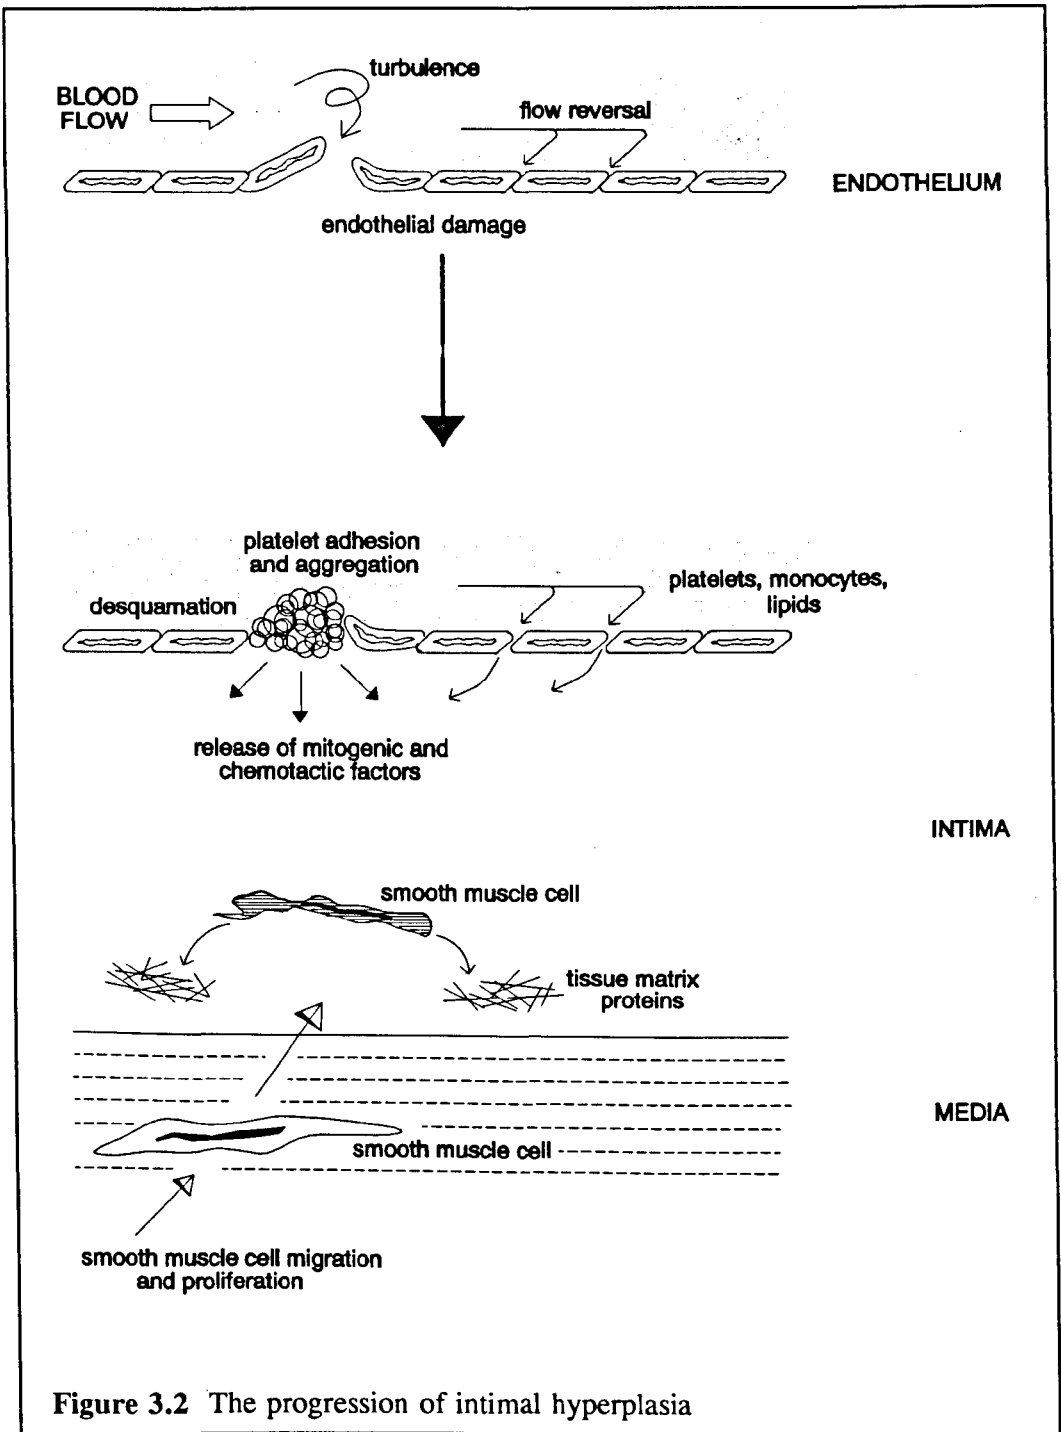 turbulence
BLOOD
FLOW
flow reversal
ENDOTHELIUM
endothelial damage
platelet adhesion
and aggregation
platelets, monocytes,
lipids
desquamation
release of mitogenic and
chemotactic factors
INTIMA
smooth muscle cell
tissue matrix
proteins
MEDIA
smooth muscle cell
smooth muscle cell migration
and proliferation
Figure 3.2 The progression of intimal hyperplasia